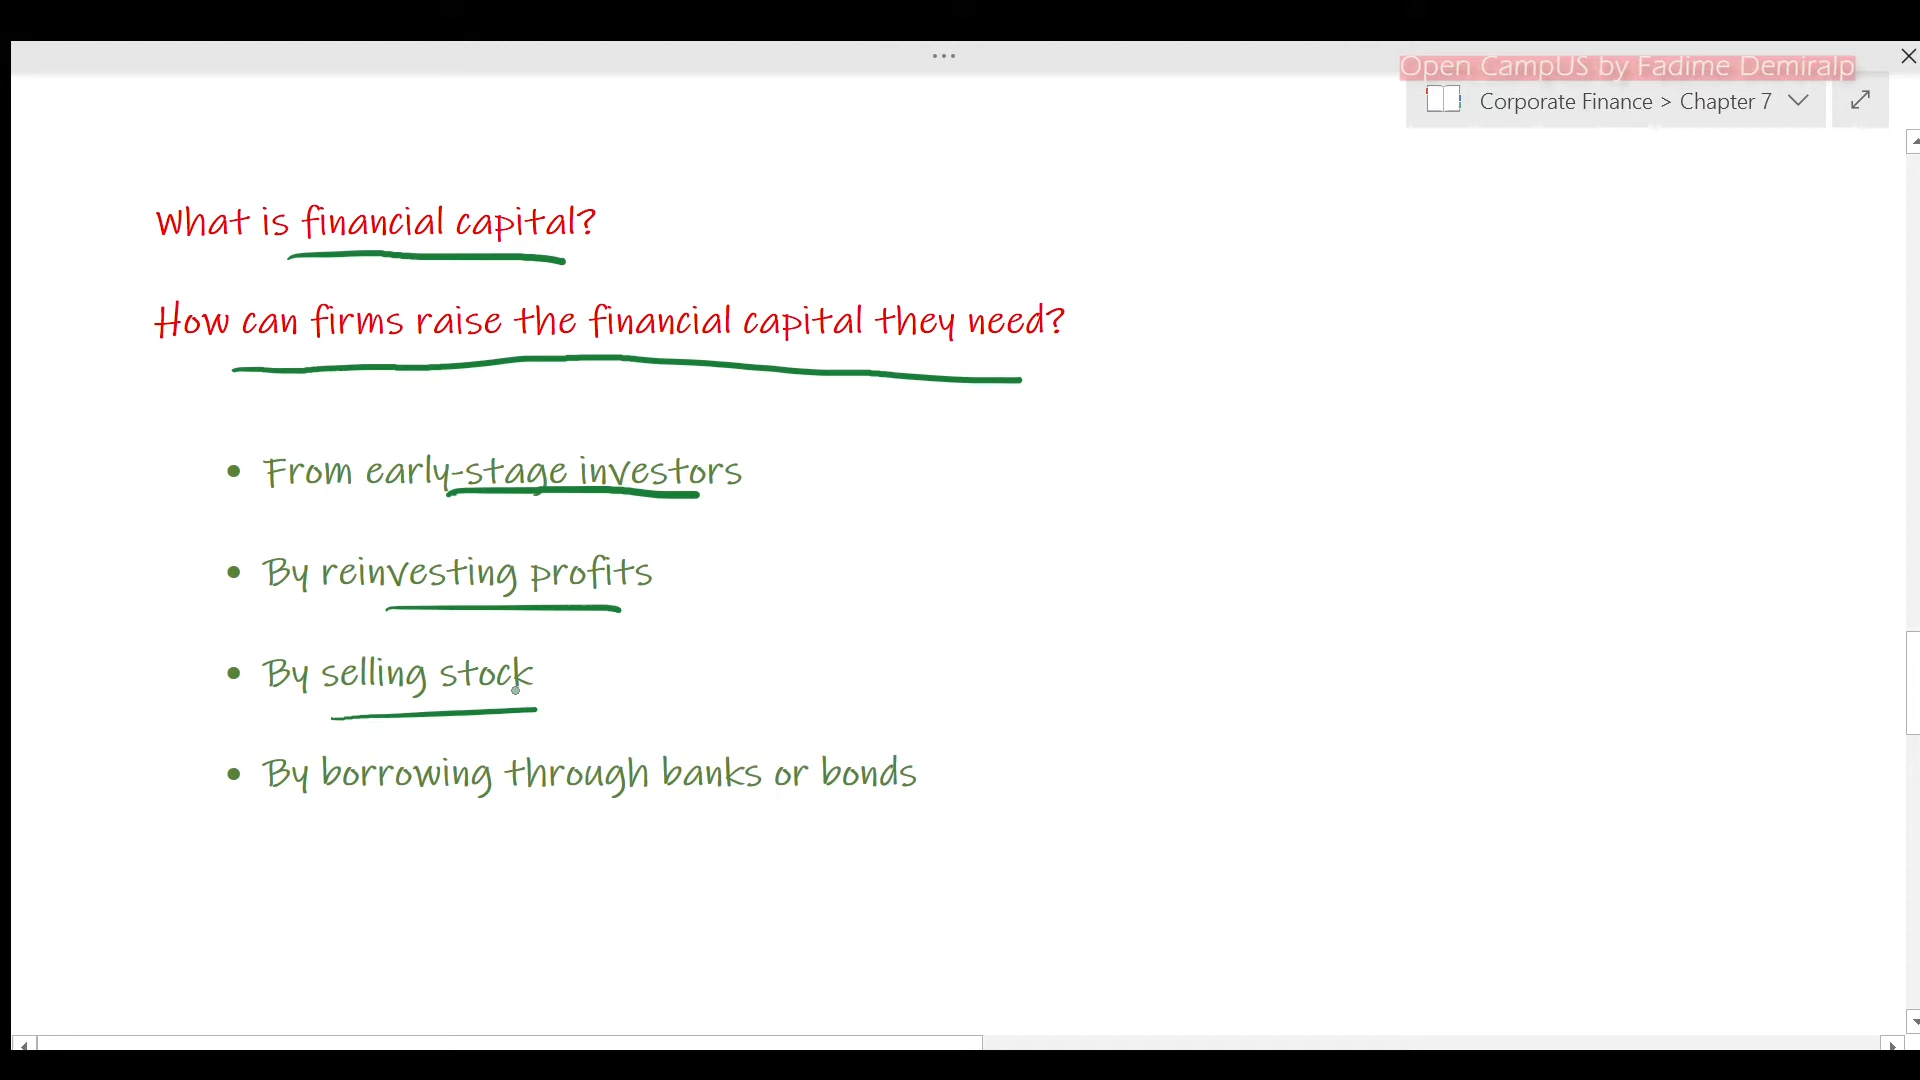 Open CampUS by Fadime Demiralp
Corporate Finance > Chapter 7
What is financial capital?
How can firms raise the financial capital they need?
• From early-stage investors
• By reinvesting profits
• By selling stock
• By borrowing through banks or bonds